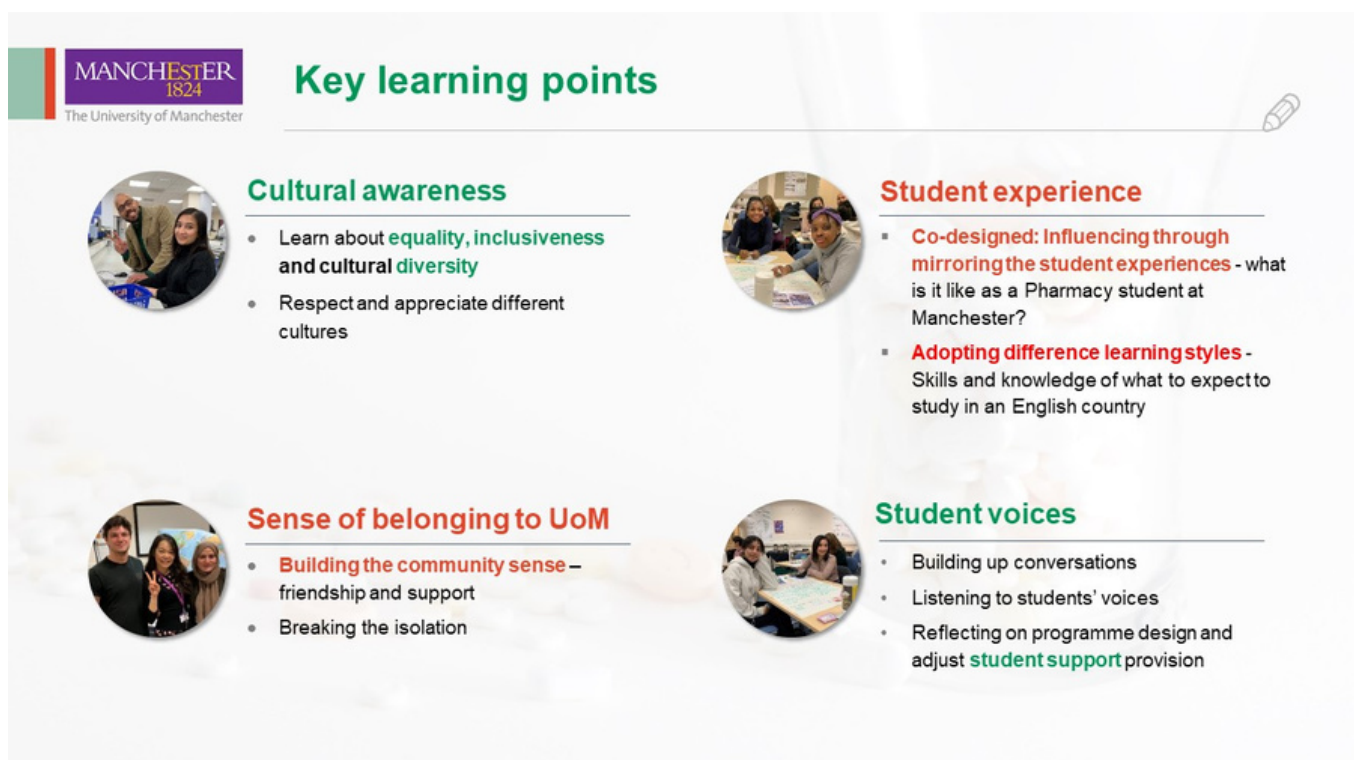 MANCHESTER
1824
The University of Manchester
Key learning points
Cultural awareness
• Learn about equality, inclusiveness
and cultural diversity
• Respect and appreciate different
cultures
Student experience
▪ Co-designed: Influencing through
mirroring the student experiences - what
is it like as a Pharmacy student at
Manchester?
▪ Adopting difference learning styles -
Skills and knowledge of what to expect to
study in an English country
Sense of belonging to UoM
• Building the community sense –
friendship and support
• Breaking the isolation
Student voices
• Building up conversations
• Listening to students’ voices
• Reflecting on programme design and
adjust student support provision